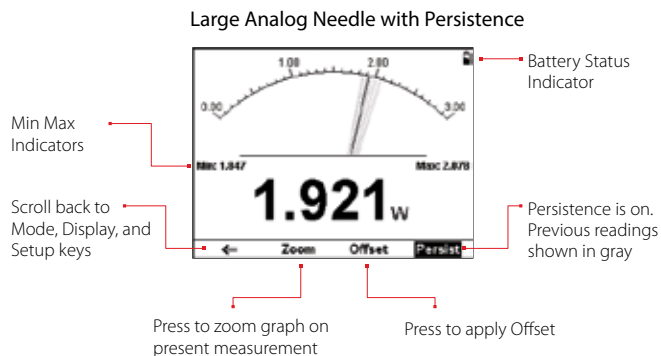 Large Analog Needle with Persistence
Battery Status
Indicator
1.00
2.00
0.00
3.00
Min Max
Indicators
Min: 1.847
Max: 2.078
1.921 W
Scroll back to
Mode, Display, and
Setup keys
Persistence is on.
Previous readings
shown in gray
← Zoom Offset Persist
Press to zoom graph on
present measurement
Press to apply Offset